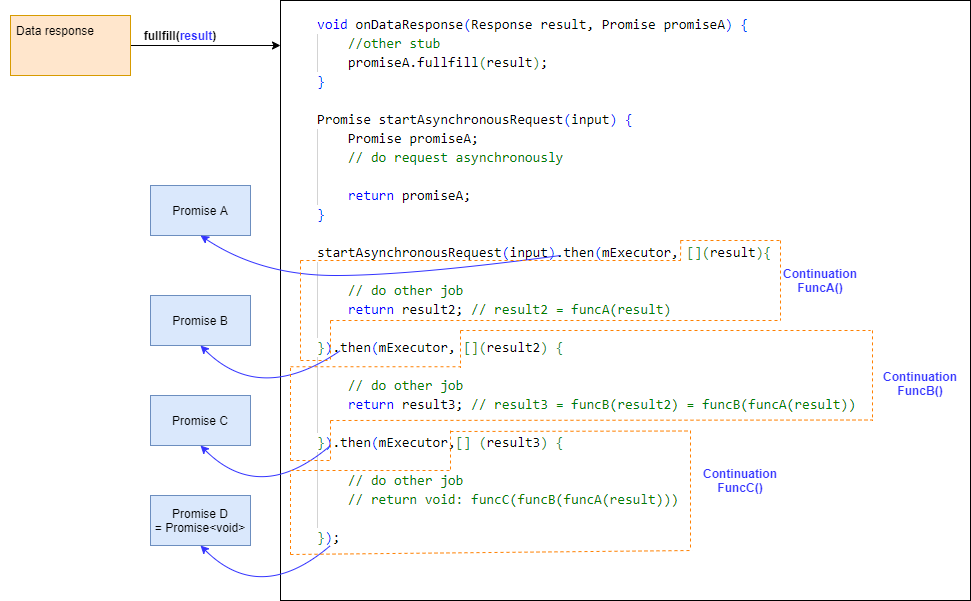 Data response
fullfill(result)
void onDataResponse(Response result, Promise promiseA) {
//other stub
promiseA.fullfill(result);
}
Promise startAsynchronousRequest(input) {
Promise promiseA;
// do request asynchronously
return promiseA;
}
Promise A
startAsynchronousRequest(input).then(mExecutor, [](result){
Continuation
FuncA()
// do other job
return result2; // result2 = funcA(result)
Promise B
}).then(mExecutor, [](result2) {
Continuation
FuncB()
// do other job
return result3; // result3 = funcB(result2) = funcB(funcA(result))
Promise C
}).then(mExecutor,[] (result3) {
Continuation
FuncC()
// do other job
// return void: funcC(funcB(funcA(result)))
Promise D
= Promise<void>
});